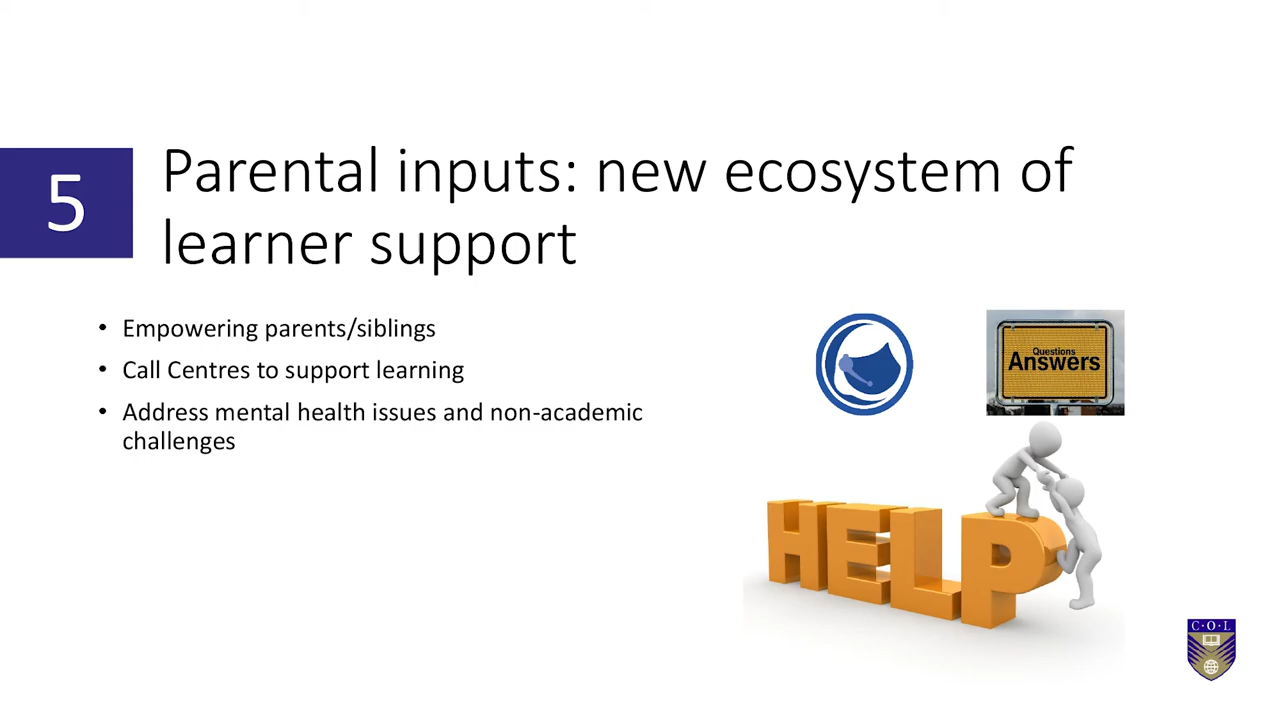 5
Parental inputs: new ecosystem of
learner support
• Empowering parents/siblings
• Call Centres to support learning
• Address mental health issues and non-academic
challenges
Questions
Answers
HELP
C·O·L